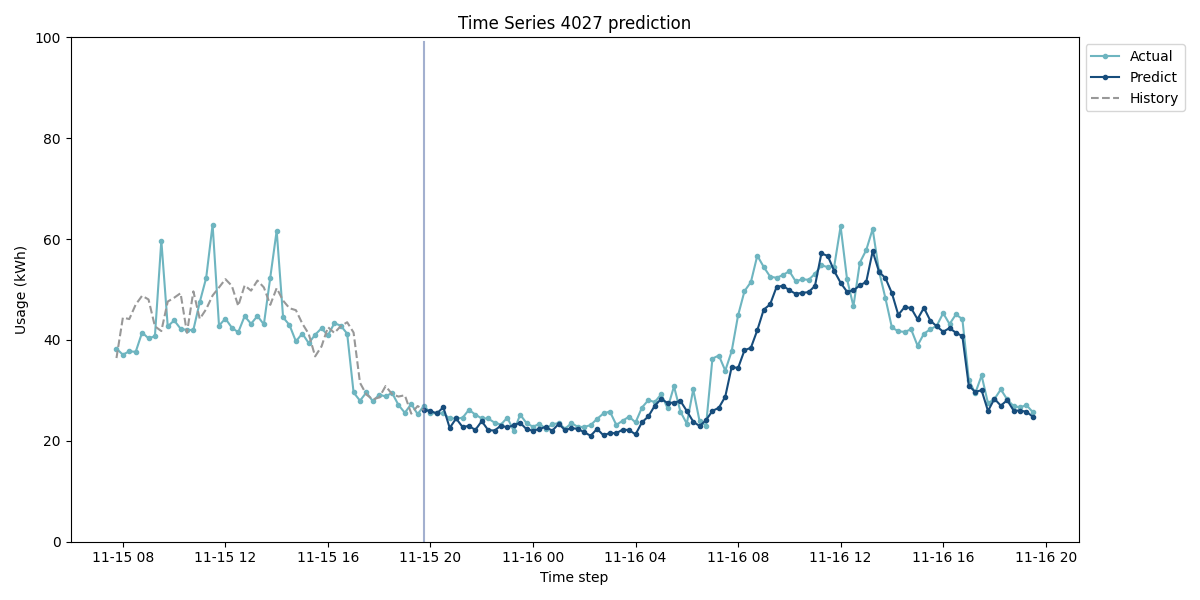 Time Series 4027 prediction
100
80
60
40
20
0
Usage (kWh)
11-15 08
11-15 12
11-15 16
11-15 20
11-16 00
11-16 04
11-16 08
11-16 12
11-16 16
11-16 20
Time step
Actual
Predict
History